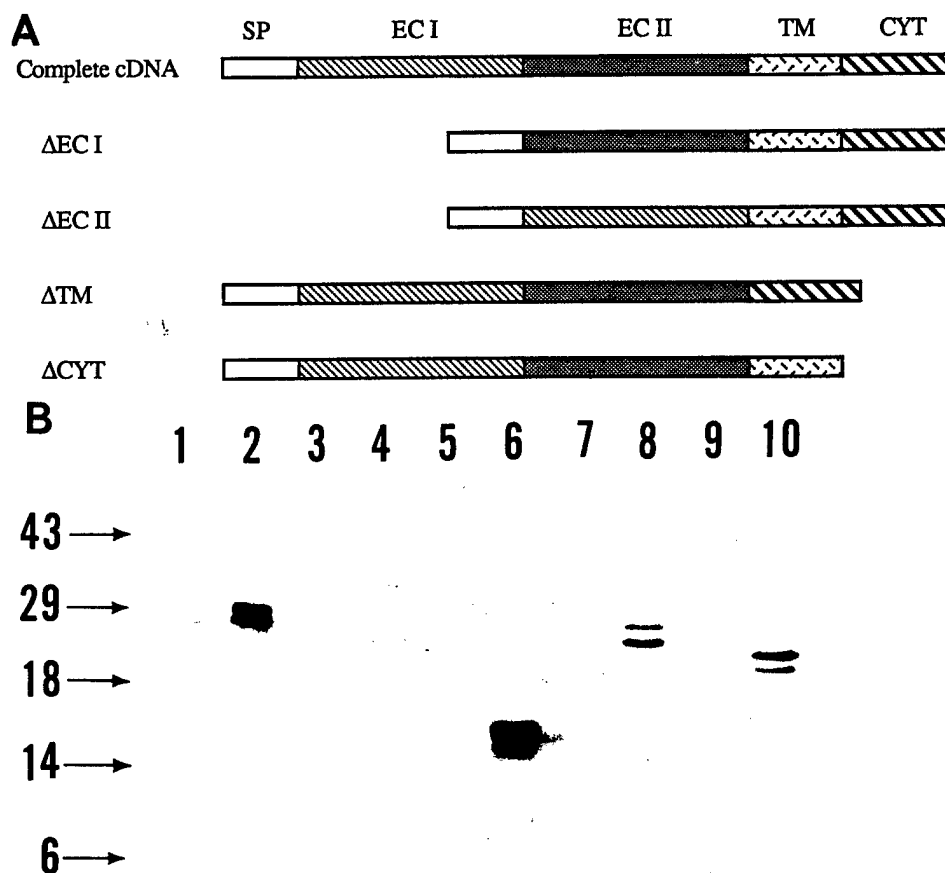 A
SP EC I EC II TM CYT
Complete cDNA
ΔEC I
ΔEC II
ΔTM
ΔCYT
B
1 2 3 4 5 6 7 8 9 10
43
29
18
14
6